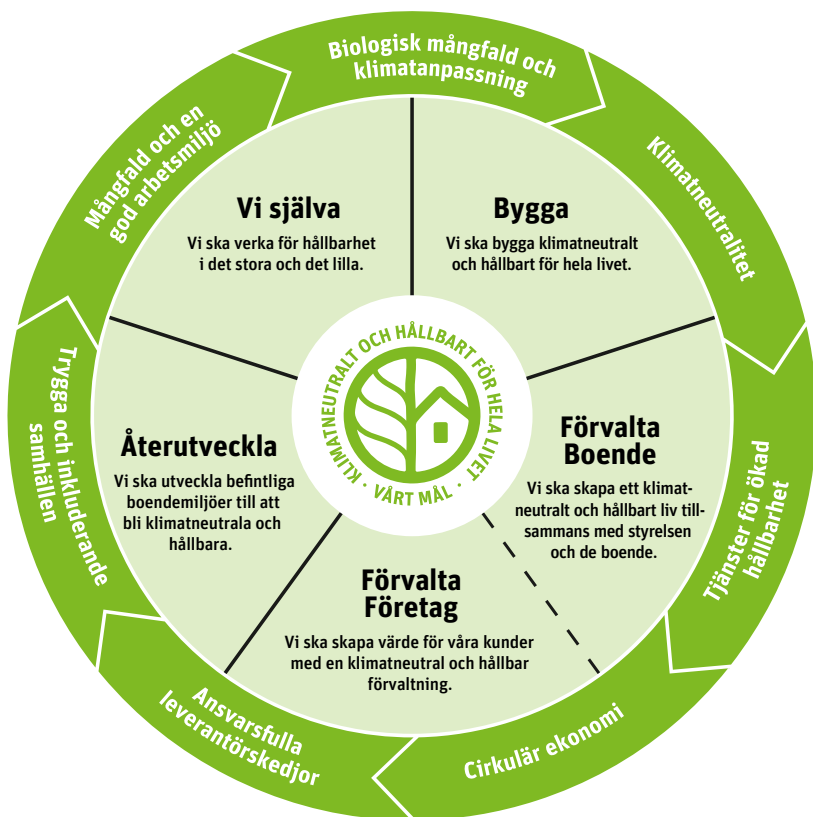 Biologisk mångfald och
klimatanpassning
Klimatneutralitet
Tjänster för ökad
hållbarhet
Cirkulär ekonomi
Ansvarsfulla
leverantörskedjor
Trygga och inkluderande
samhällen
Mångfald och en
god arbetsmiljö
Vi själva
Vi ska verka för hållbarhet
i det stora och det lilla.
Bygga
Vi ska bygga klimatneutralt
och hållbart för hela livet.
Förvalta
Boende
Vi ska skapa ett klimat-
neutralt och hållbart liv till-
sammans med styrelsen
och de boende.
Förvalta
Företag
Vi ska skapa värde för våra kunder
med en klimatneutral och hållbar
förvaltning.
Återutveckla
Vi ska utveckla befintliga
boendemiljöer till att
bli klimatneutrala och
hållbara.
KLIMATNEUTRALT OCH HÅLLBART FÖR HELA LIVET
· VÅRT MÅL ·